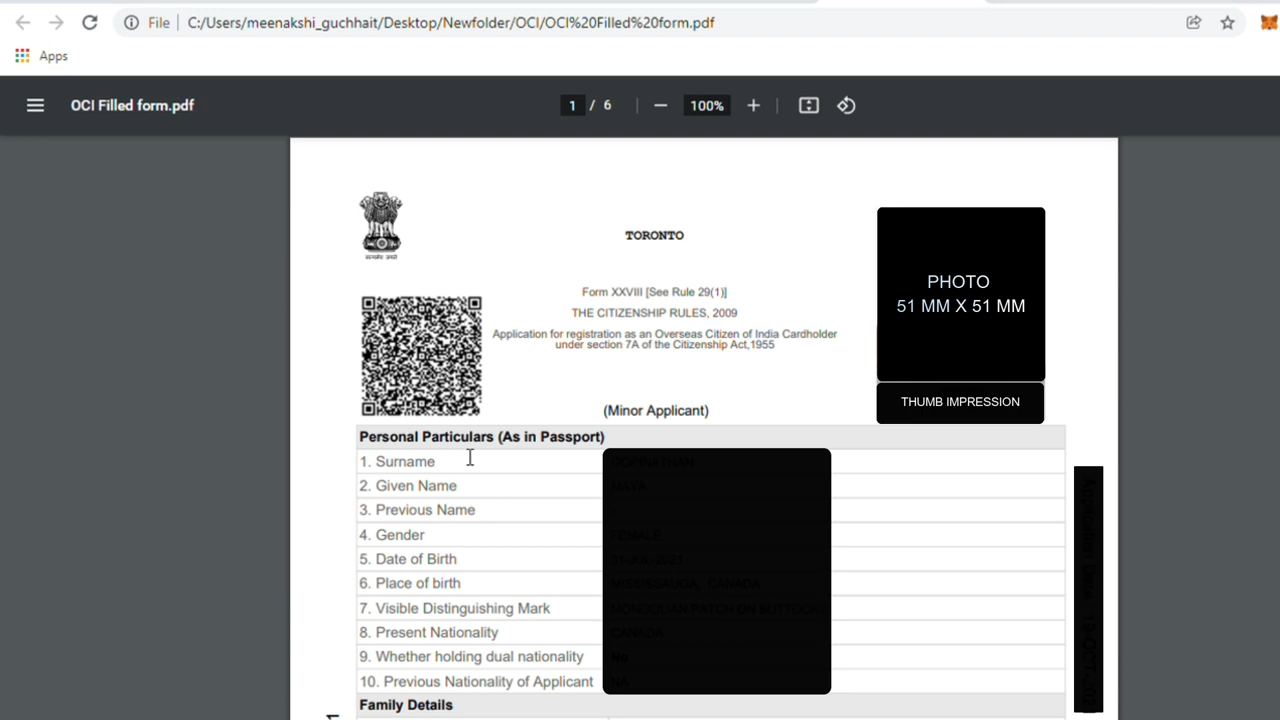 File
C:/Users/meenakshi_guchhait/Desktop/Newfolder/OCI/OCI%20Filled%20form.pdf
Apps
OCI Filled form.pdf
1 / 6
100%
TORONTO
PHOTO
51 MM X 51 MM
Form XXVIII [See Rule 29(1)]
THE CITIZENSHIP RULES, 2009
Application for registration as an Overseas Citizen of India Cardholder
under section 7A of the Citizenship Act,1955
THUMB IMPRESSION
(Minor Applicant)
Personal Particulars (As in Passport)
1. Surname
2. Given Name
3. Previous Name
4. Gender
5. Date of Birth
6. Place of birth
7. Visible Distinguishing Mark
8. Present Nationality
9. Whether holding dual nationality
10. Previous Nationality of Applicant
Family Details